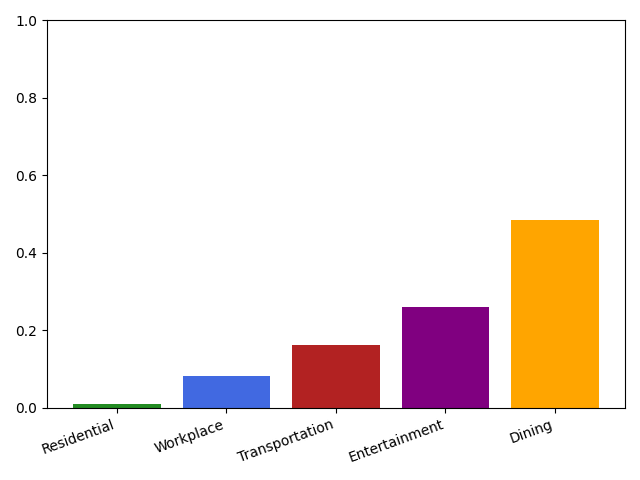 1.0
0.8
0.6
0.4
0.2
0.0
Residential
Workplace
Transportation
Entertainment
Dining